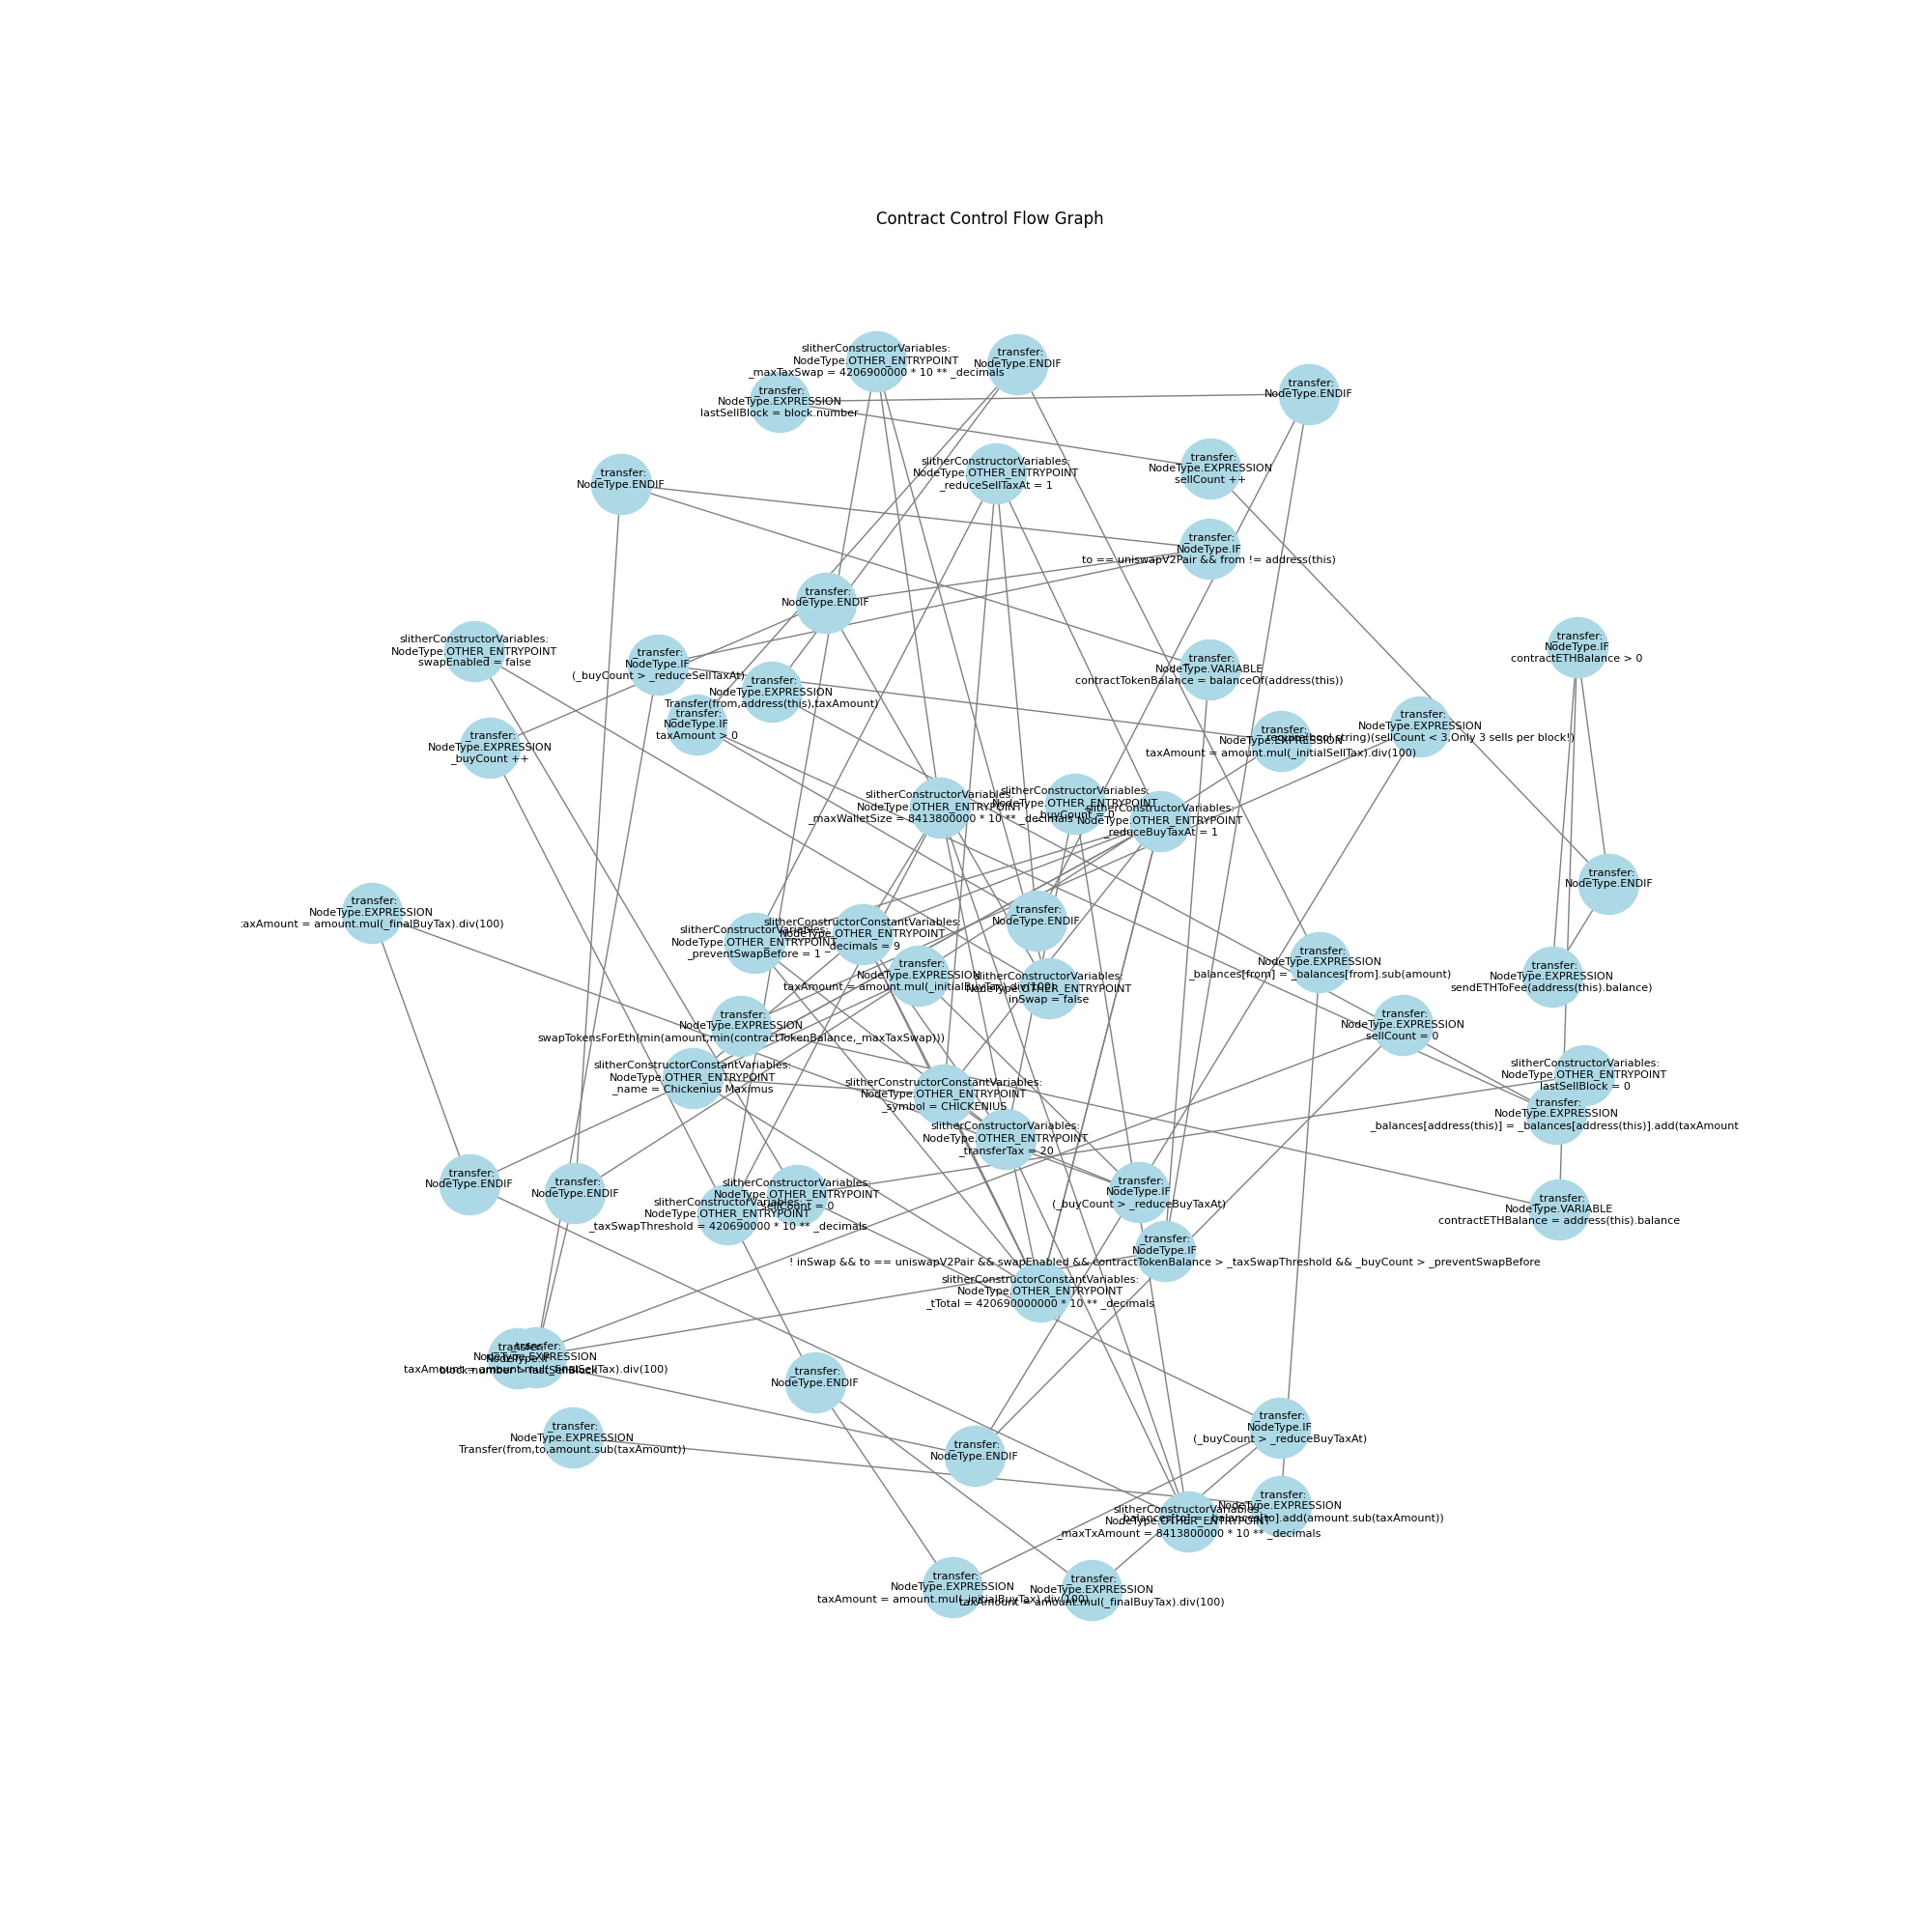 Contract Control Flow Graph
slitherConstructorVariables:
NodeType.OTHER_ENTRYPOINT
_maxTaxSwap = 4206900000 * 10 ** _decimals
_transfer:
NodeType.ENDIF
_transfer:
NodeType.EXPRESSION
lastSellBlock = block.number
_transfer:
NodeType.ENDIF
_transfer:
NodeType.EXPRESSION
sellCount ++
slitherConstructorVariables:
NodeType.OTHER_ENTRYPOINT
_reduceSellTaxAt = 1
_transfer:
NodeType.ENDIF
_transfer:
NodeType.IF
to == uniswapV2Pair && from != address(this)
_transfer:
NodeType.ENDIF
slitherConstructorVariables:
NodeType.OTHER_ENTRYPOINT
swapEnabled = false
_transfer:
NodeType.IF
(_buyCount > _reduceSellTaxAt)
_transfer:
NodeType.EXPRESSION
Transfer(from,address(this),taxAmount)
_transfer:
NodeType.IF
taxAmount > 0
_transfer:
NodeType.VARIABLE
contractTokenBalance = balanceOf(address(this))
_transfer:
NodeType.IF
contractETHBalance > 0
_transfer:
NodeType.EXPRESSION
_buyCount ++
_transfer:
NodeType.EXPRESSION
require(bool,string)(sellCount < 3,Only 3 sells per block!)
_transfer:
NodeType.EXPRESSION
taxAmount = amount.mul(_initialSellTax).div(100)
slitherConstructorVariables:
NodeType.OTHER_ENTRYPOINT
_maxWalletSize = 8413800000 * 10 ** _decimals
slitherConstructorVariables:
NodeType.OTHER_ENTRYPOINT
_buyCount = 0
slitherConstructorVariables:
NodeType.OTHER_ENTRYPOINT
_reduceBuyTaxAt = 1
_transfer:
NodeType.ENDIF
_transfer:
NodeType.EXPRESSION
taxAmount = amount.mul(_finalBuyTax).div(100)
slitherConstructorVariables:
NodeType.OTHER_ENTRYPOINT
_preventSwapBefore = 1
slitherConstructorConstantVariables:
NodeType.OTHER_ENTRYPOINT
_decimals = 9
_transfer:
NodeType.ENDIF
_transfer:
NodeType.EXPRESSION
taxAmount = amount.mul(_initialBuyTax).div(100)
slitherConstructorVariables:
NodeType.OTHER_ENTRYPOINT
inSwap = false
_transfer:
NodeType.EXPRESSION
_balances[from] = _balances[from].sub(amount)
_transfer:
NodeType.EXPRESSION
sendETHToFee(address(this).balance)
_transfer:
NodeType.EXPRESSION
sellCount = 0
_transfer:
NodeType.EXPRESSION
swapTokensForEth(min(amount,min(contractTokenBalance,_maxTaxSwap)))
slitherConstructorConstantVariables:
NodeType.OTHER_ENTRYPOINT
_name = Chickenius Maximus
slitherConstructorConstantVariables:
NodeType.OTHER_ENTRYPOINT
_symbol = CHICKENIUS
slitherConstructorVariables:
NodeType.OTHER_ENTRYPOINT
lastSellBlock = 0
_transfer:
NodeType.EXPRESSION
_balances[address(this)] = _balances[address(this)].add(taxAmount
slitherConstructorVariables:
NodeType.OTHER_ENTRYPOINT
_transferTax = 20
_transfer:
NodeType.ENDIF
_transfer:
NodeType.ENDIF
slitherConstructorVariables:
NodeType.OTHER_ENTRYPOINT
sellCount = 0
slitherConstructorVariables:
NodeType.OTHER_ENTRYPOINT
_taxSwapThreshold = 420690000 * 10 ** _decimals
_transfer:
NodeType.IF
(_buyCount > _reduceBuyTaxAt)
_transfer:
NodeType.VARIABLE
contractETHBalance = address(this).balance
_transfer:
NodeType.IF
! inSwap && to == uniswapV2Pair && swapEnabled && contractTokenBalance > _taxSwapThreshold && _buyCount > _preventSwapBefore
slitherConstructorConstantVariables:
NodeType.OTHER_ENTRYPOINT
_tTotal = 420690000000 * 10 ** _decimals
_transfer:
NodeType.EXPRESSION
taxAmount = amount.mul(_finalSellTax).div(100)
_transfer:
NodeType.IF
block.number > lastSellBlock
_transfer:
NodeType.ENDIF
_transfer:
NodeType.EXPRESSION
Transfer(from,to,amount.sub(taxAmount))
_transfer:
NodeType.ENDIF
_transfer:
NodeType.IF
(_buyCount > _reduceBuyTaxAt)
_transfer:
NodeType.EXPRESSION
_balances[to] = _balances[to].add(amount.sub(taxAmount))
slitherConstructorVariables:
NodeType.OTHER_ENTRYPOINT
_maxTxAmount = 8413800000 * 10 ** _decimals
_transfer:
NodeType.EXPRESSION
taxAmount = amount.mul(_initialBuyTax).div(100)
_transfer:
NodeType.EXPRESSION
taxAmount = amount.mul(_finalBuyTax).div(100)